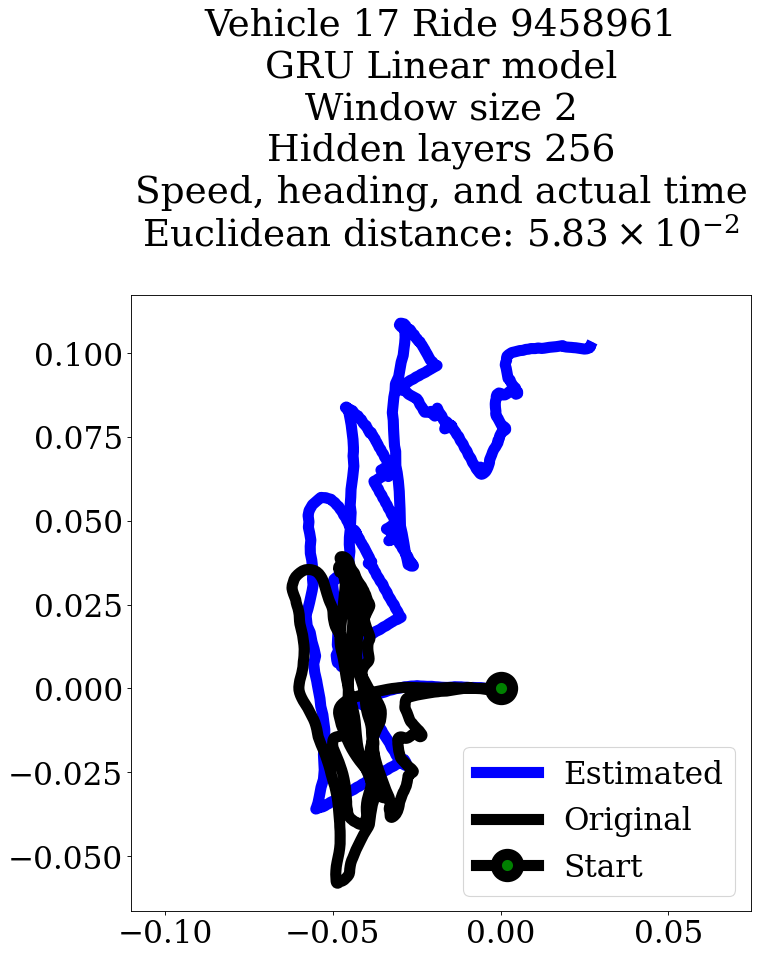 Vehicle 17 Ride 9458961
GRU Linear model
Window size 2
Hidden layers 256
Speed, heading, and actual time
Euclidean distance: 5.83 × 10⁻²
0.100
0.075
0.050
0.025
0.000
−0.025
−0.050
Estimated
Original
Start
−0.10 −0.05 0.00 0.05